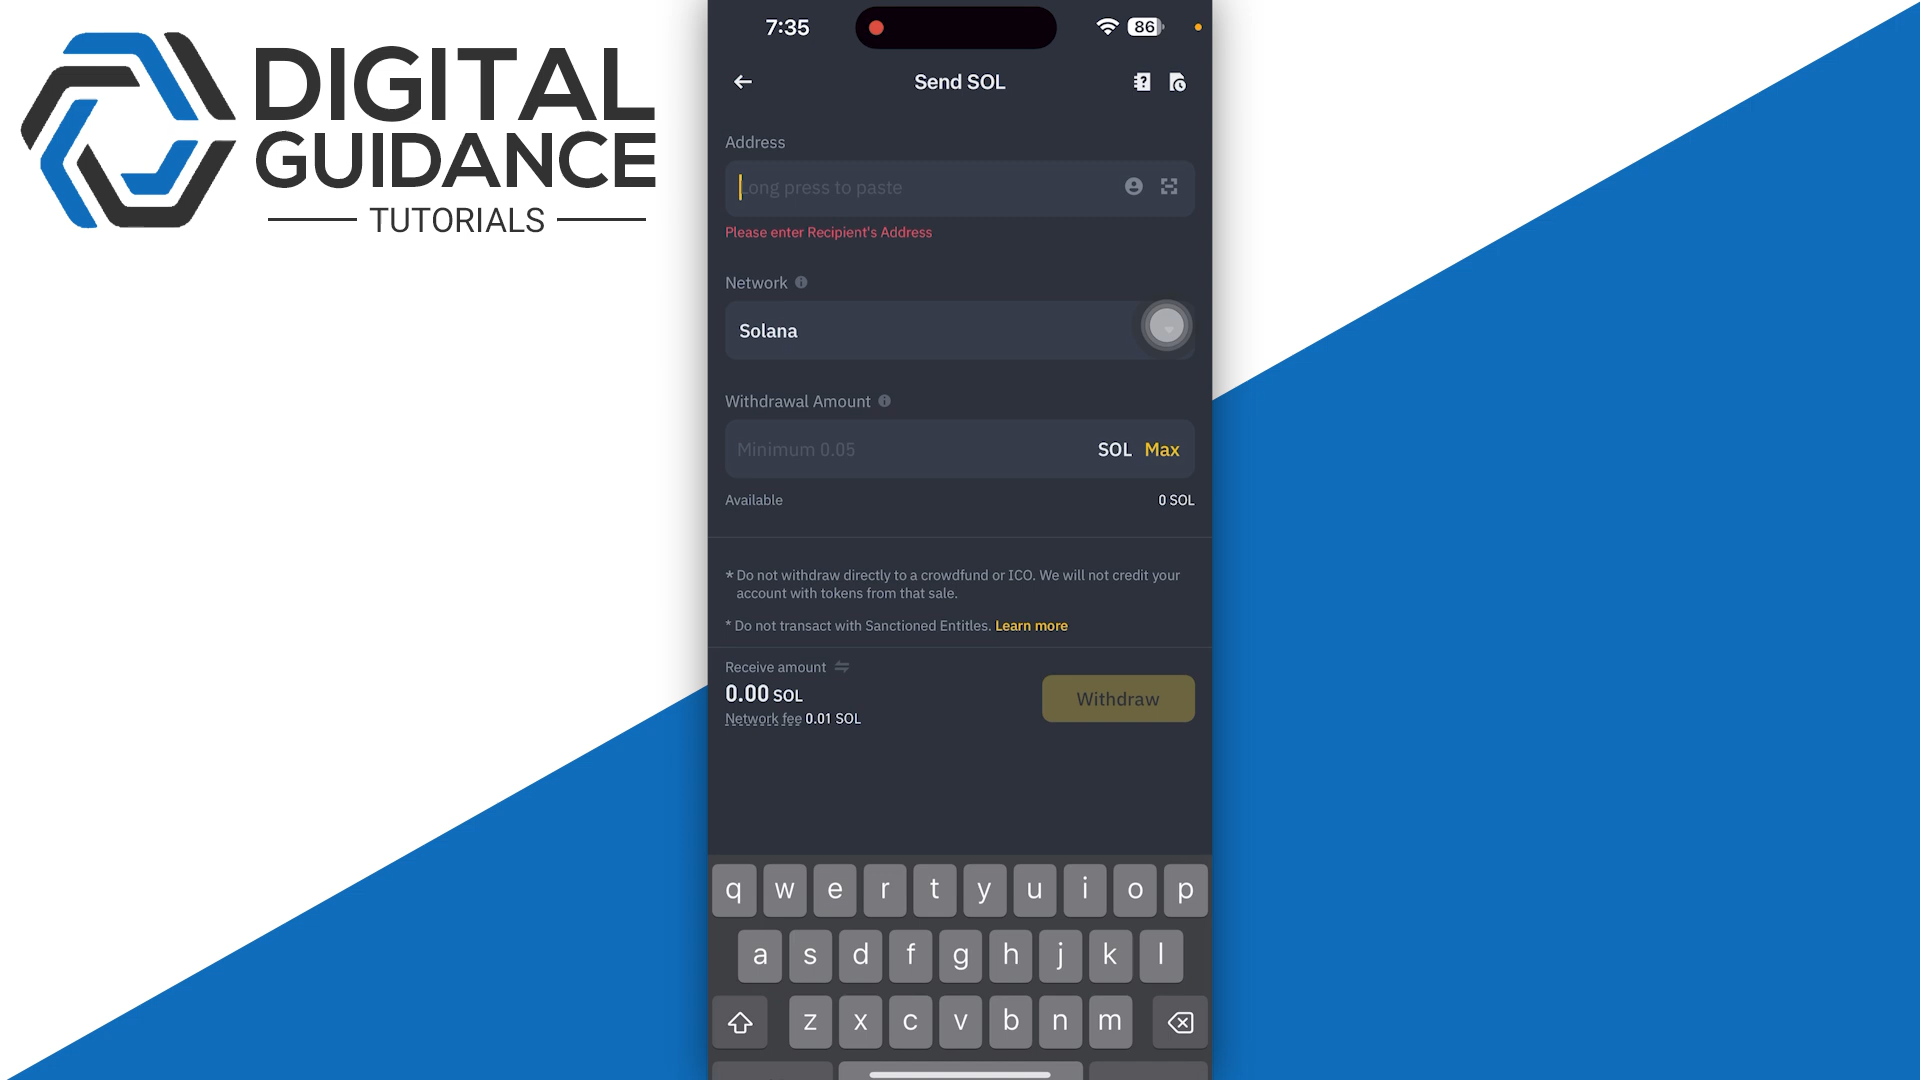 DIGITAL
GUIDANCE
TUTORIALS
7:35
86
Send SOL
Address
Long press to paste
Please enter Recipient's Address
Network
Solana
Withdrawal Amount
Minimum 0.05 SOL Max
Available 0 SOL
* Do not withdraw directly to a crowdfund or ICO. We will not credit your
account with tokens from that sale.
* Do not transact with Sanctioned Entitles. Learn more
Receive amount
0.00 SOL
Withdraw
Network fee 0.01 SOL
q w e r t y u i o p
a s d f g h j k l
z x c v b n m